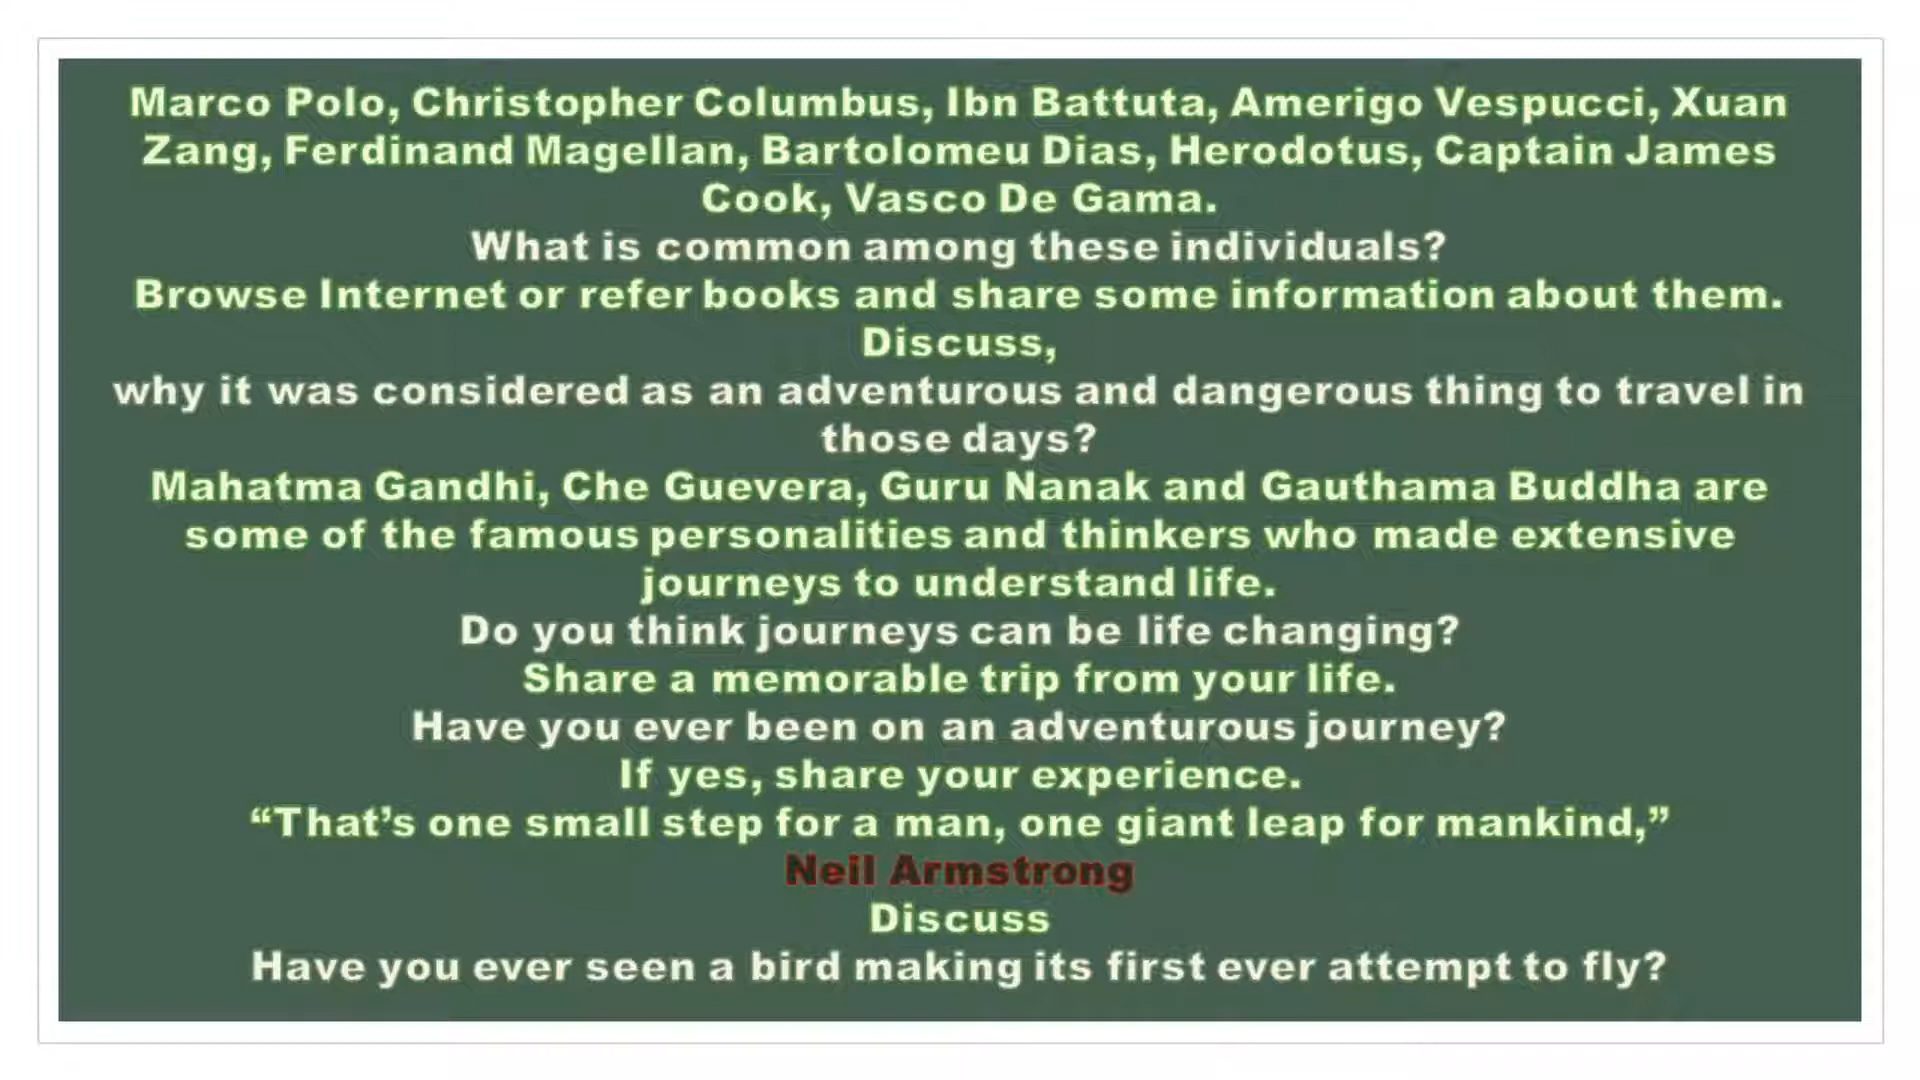 Marco Polo, Christopher Columbus, Ibn Battuta, Amerigo Vespucci, Xuan
Zang, Ferdinand Magellan, Bartolomeu Dias, Herodotus, Captain James
Cook, Vasco De Gama.
What is common among these individuals?
Browse Internet or refer books and share some information about them.
Discuss,
why it was considered as an adventurous and dangerous thing to travel in
those days?
Mahatma Gandhi, Che Guevera, Guru Nanak and Gauthama Buddha are
some of the famous personalities and thinkers who made extensive
journeys to understand life.
Do you think journeys can be life changing?
Share a memorable trip from your life.
Have you ever been on an adventurous journey?
If yes, share your experience.
“That’s one small step for a man, one giant leap for mankind,”
Neil Armstrong
Discuss
Have you ever seen a bird making its first ever attempt to fly?